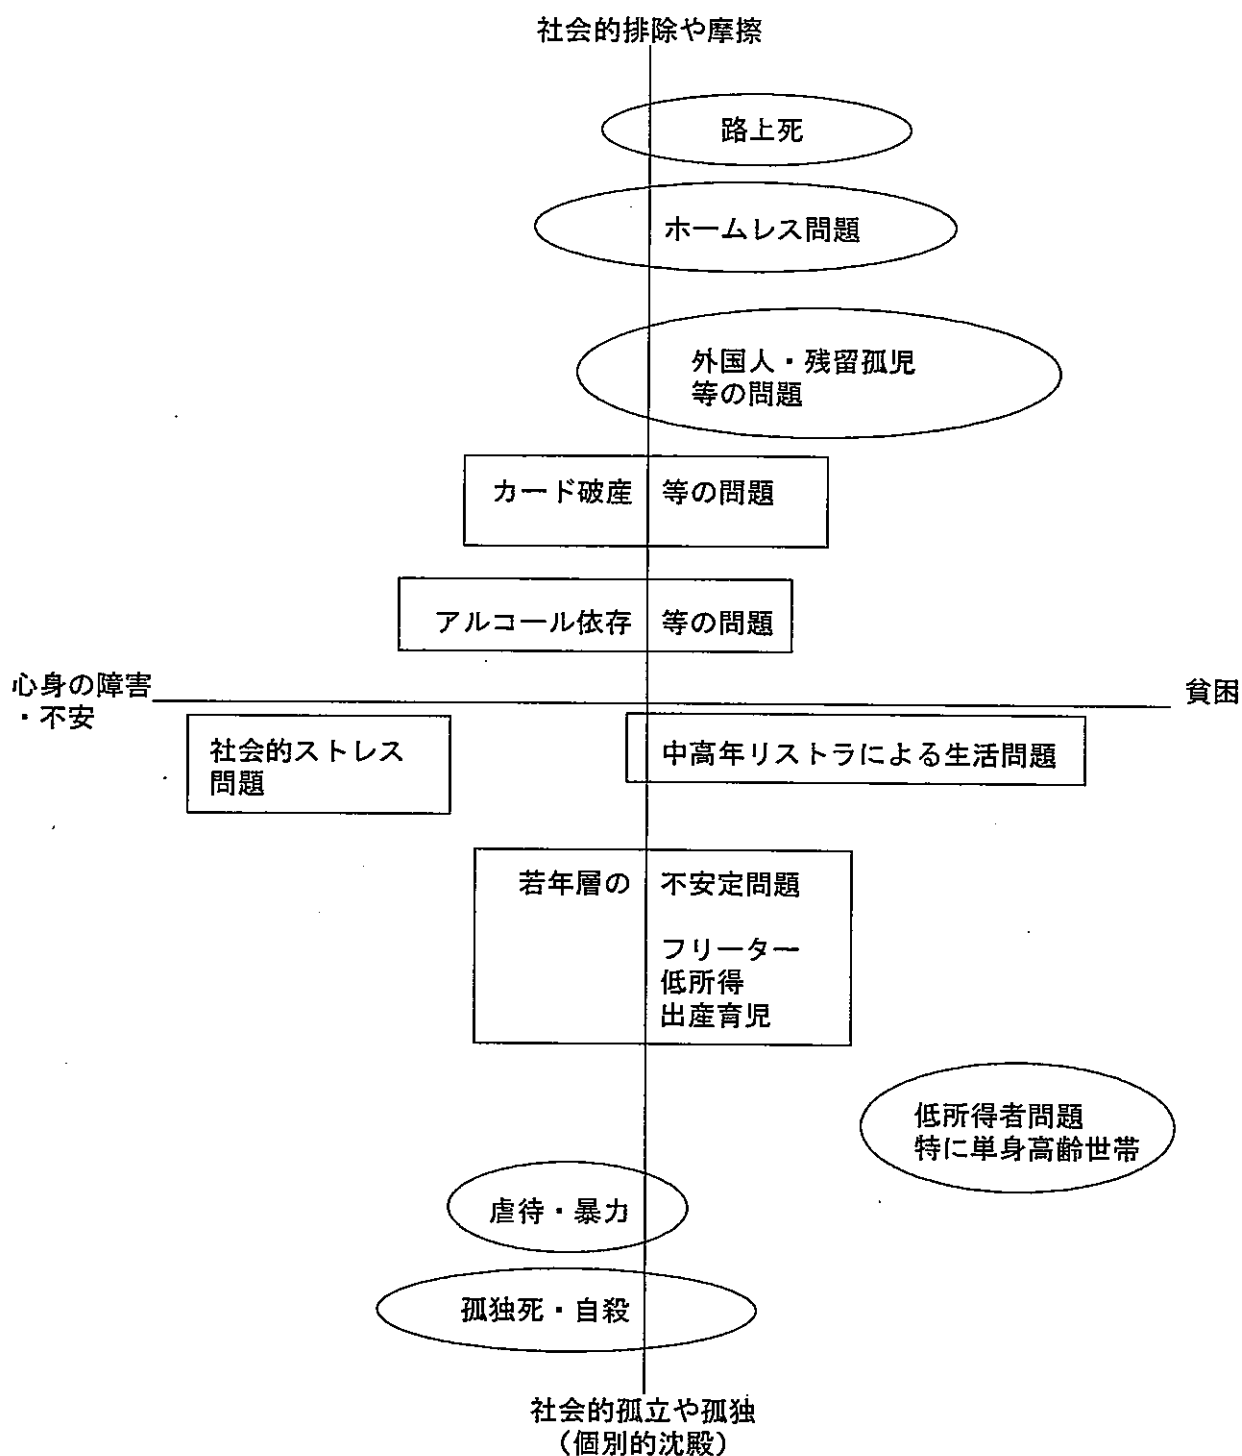 社会的排除や摩擦
路上死
ホームレス問題
外国人・残留孤児
等の問題
カード破産 等の問題
アルコール依存 等の問題
心身の障害
・不安
貧困
社会的ストレス
問題
中高年リストラによる生活問題
若年層の 不安定問題
フリーター
低所得
出産育児
低所得者問題
特に単身高齢世帯
虐待・暴力
孤独死・自殺
社会的孤立や孤独
（個別的沈殿）